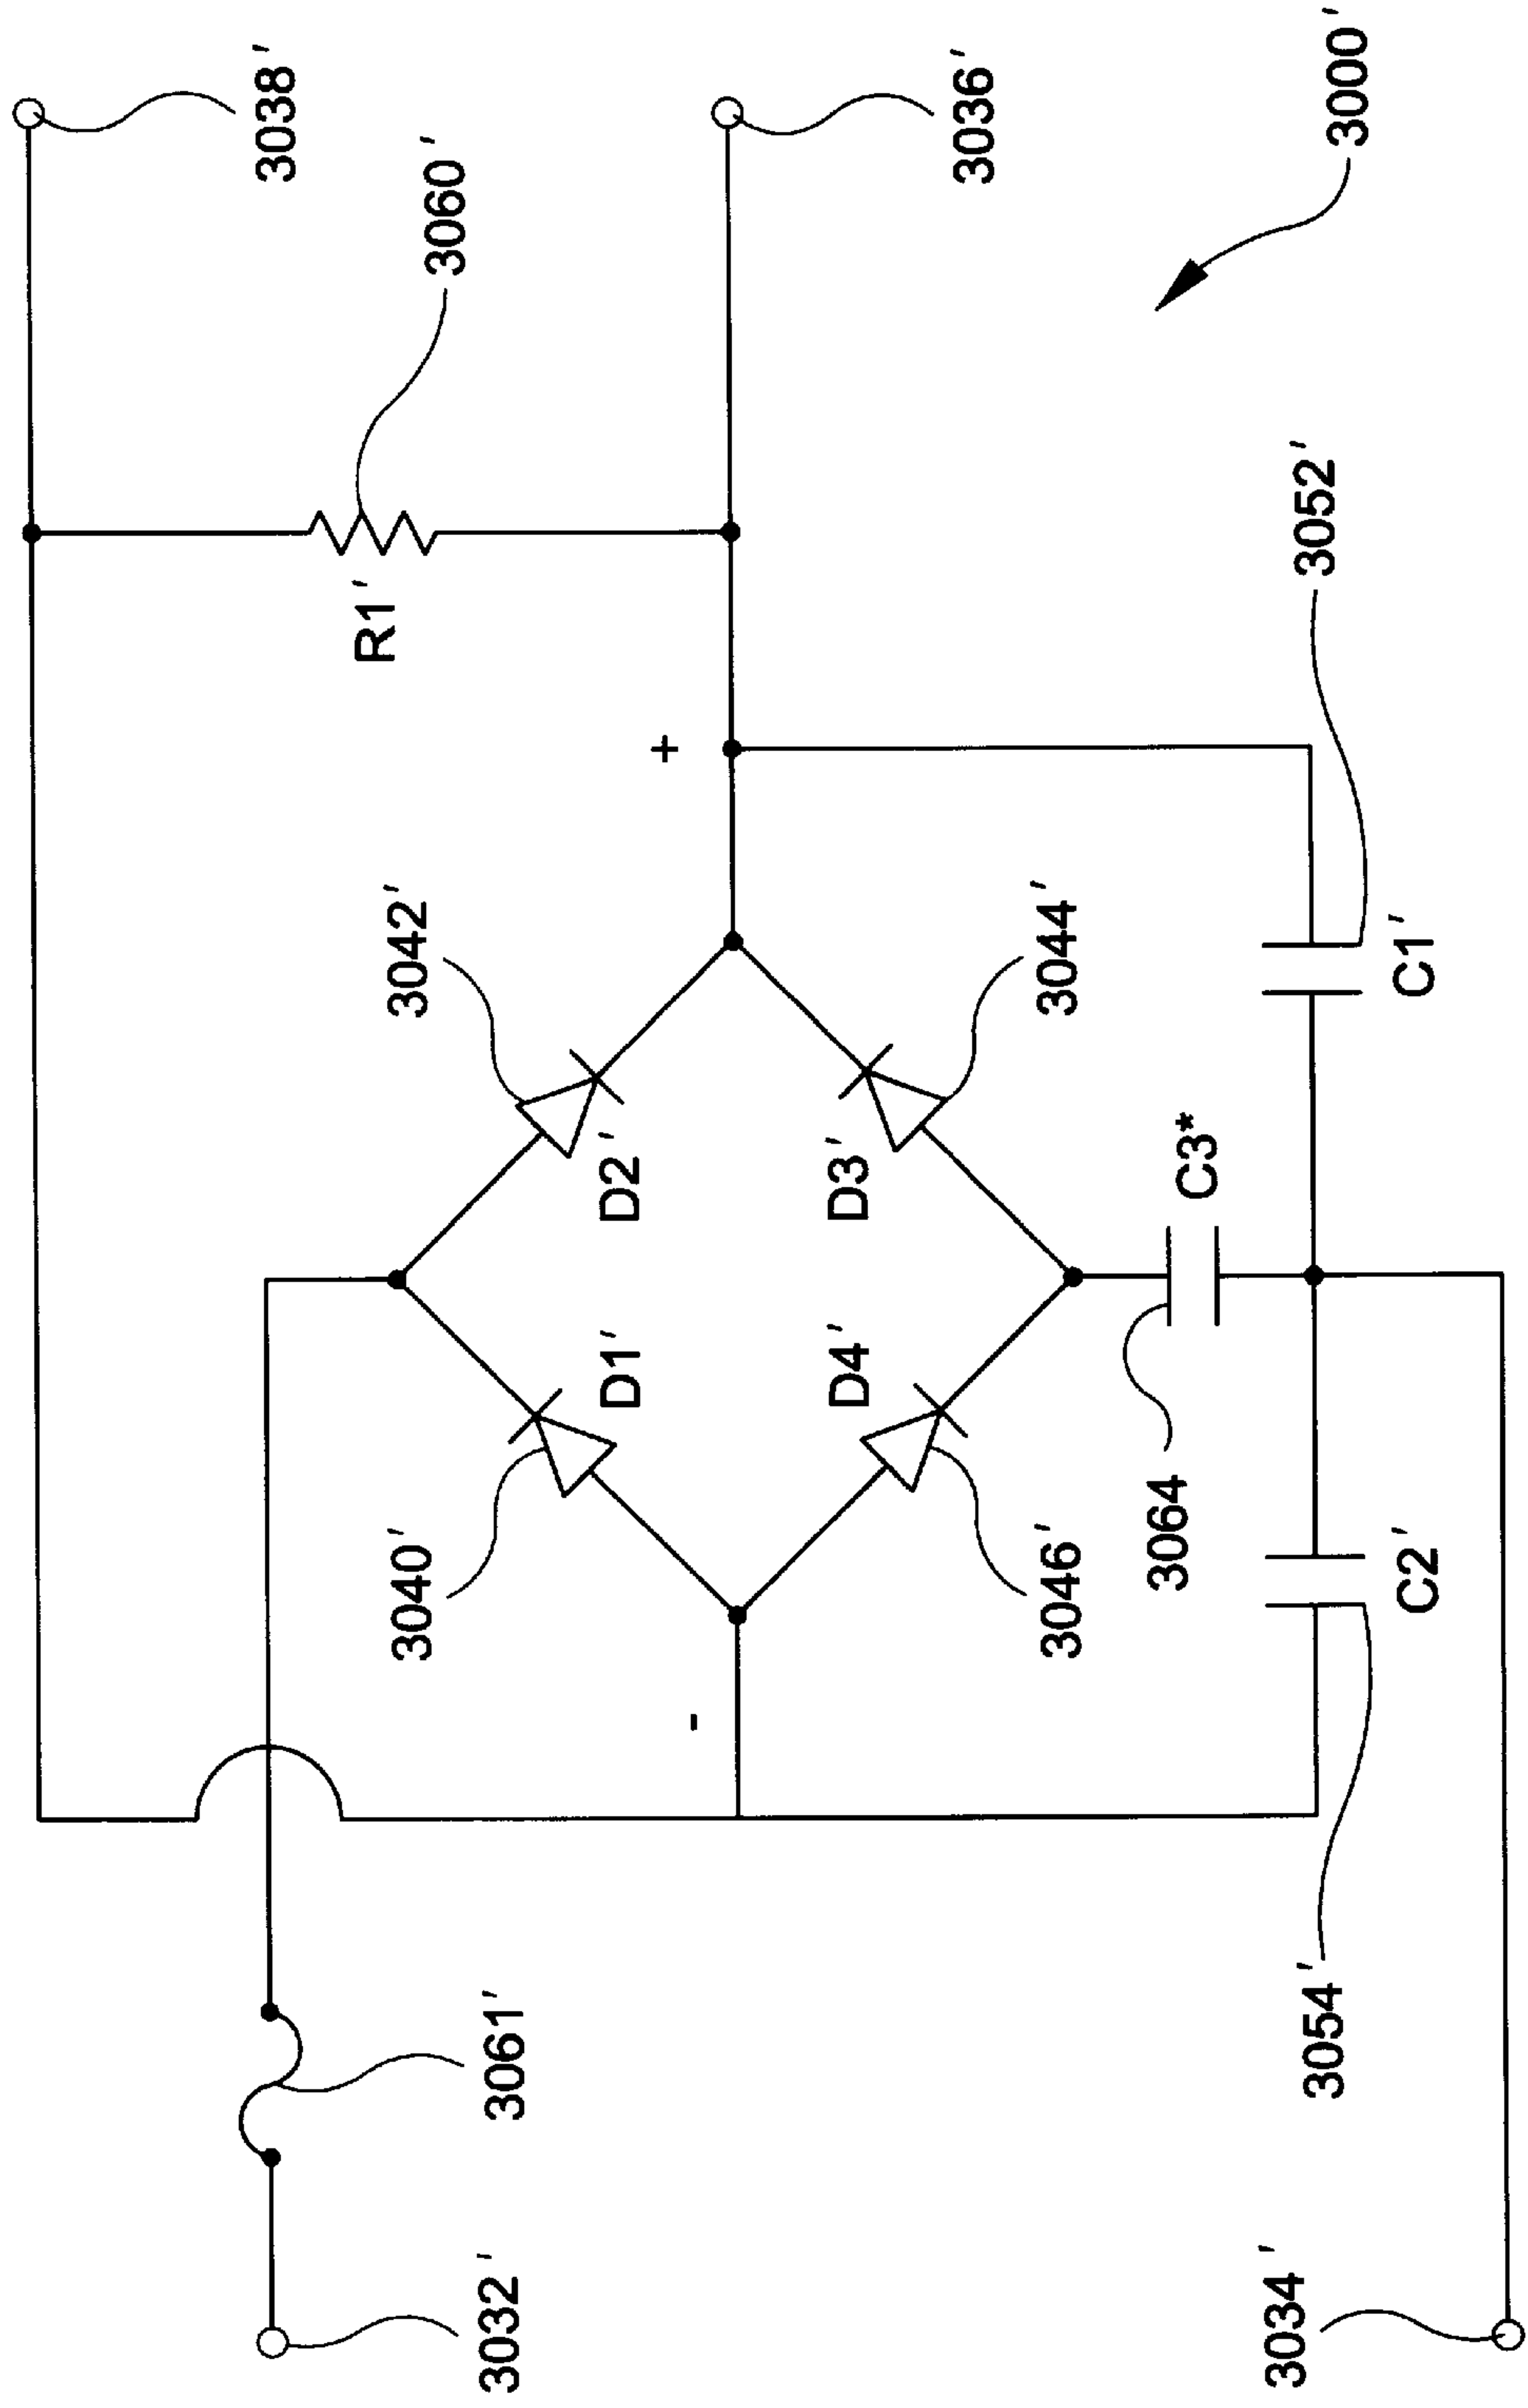 3038′
3060′
R1′
3036′
3000′
+
3042′
D2′
3044′
D3′
3052′
C1′
C3*
3040′
D1′
D4′
3046′
3064
C2′
-
3061′
3054′
3032′
3034′